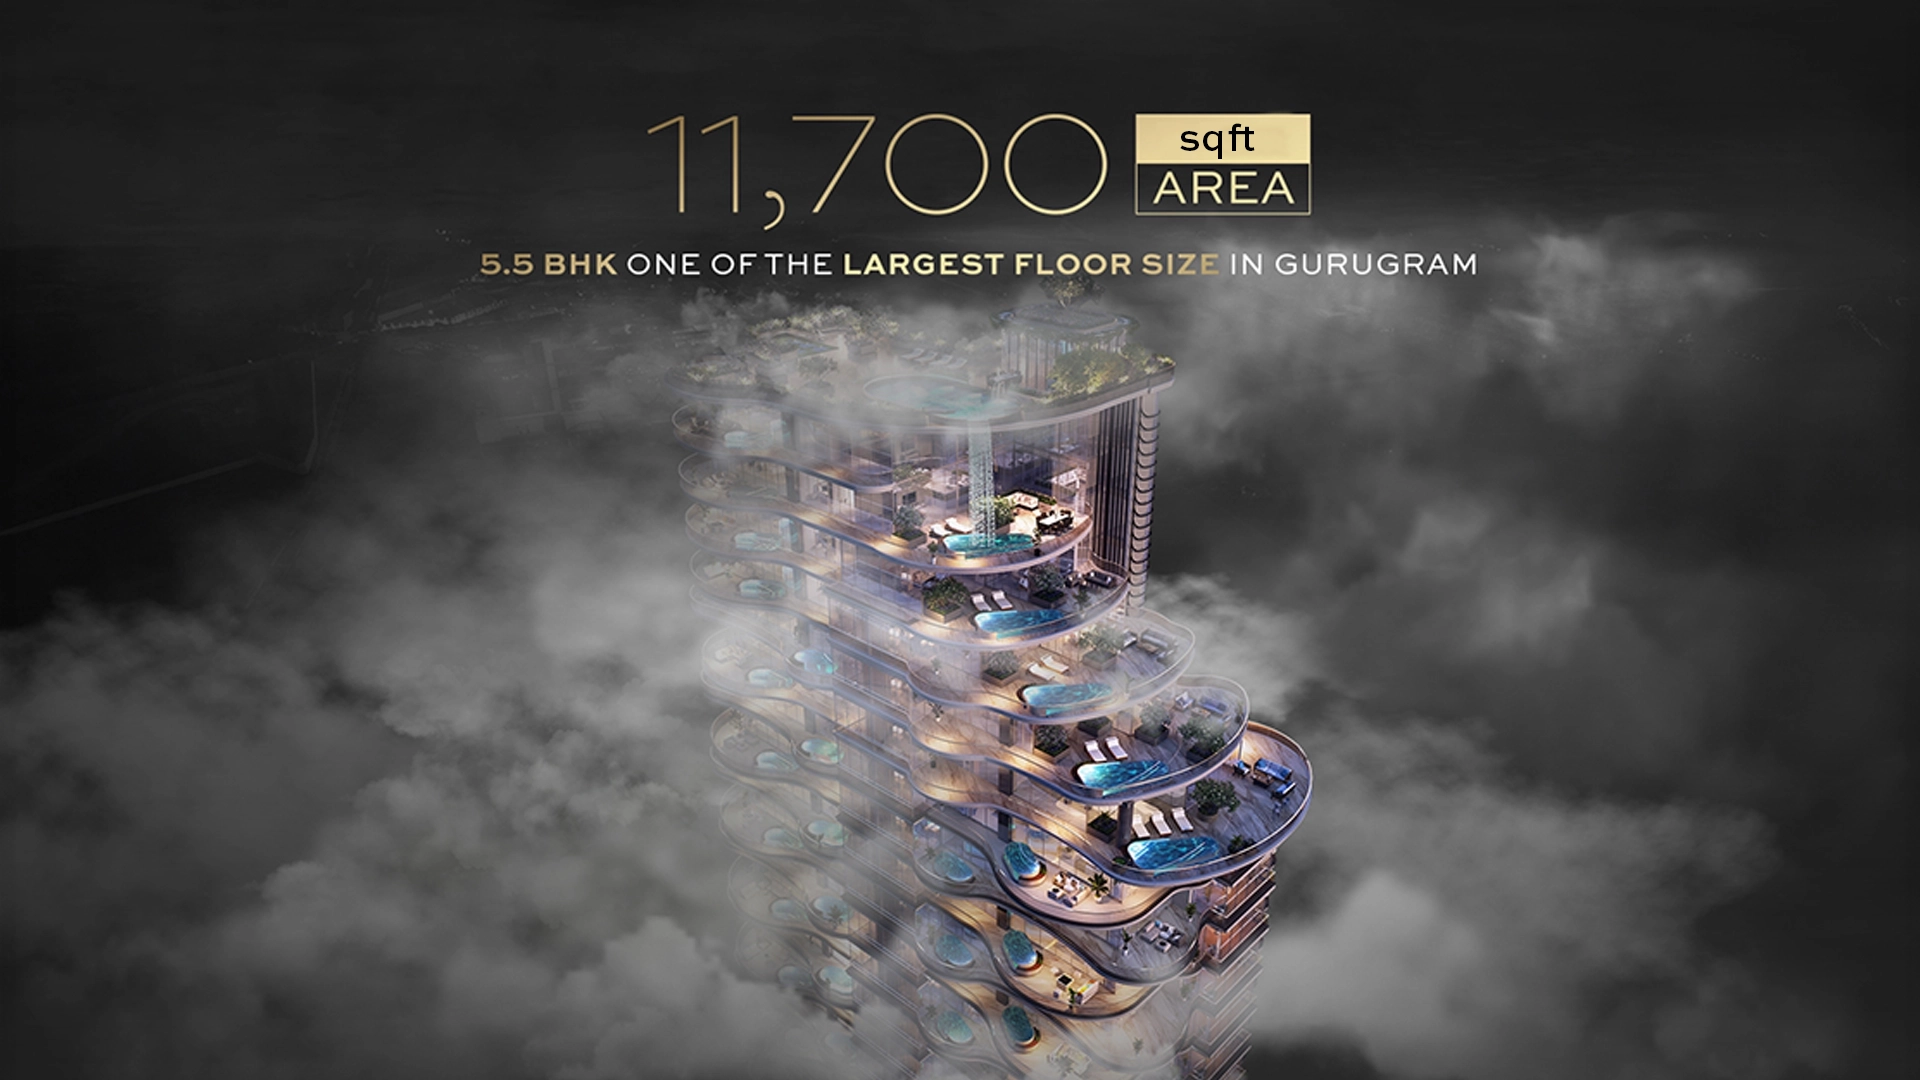 11,700 sqft
AREA
5.5 BHK ONE OF THE LARGEST FLOOR SIZE IN GURUGRAM